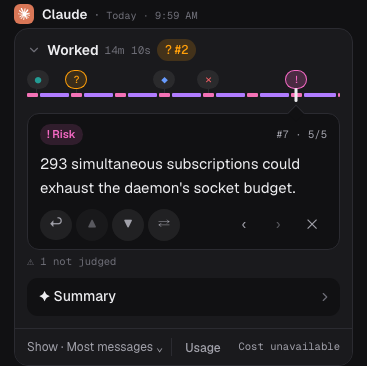 Claude · Today · 9:59 AM
Worked 14m 10s ? #2
?
!
! Risk #7 · 5/5
293 simultaneous subscriptions could
exhaust the daemon's socket budget.
⚠ 1 not judged
Summary
Show · Most messages
Usage
Cost unavailable